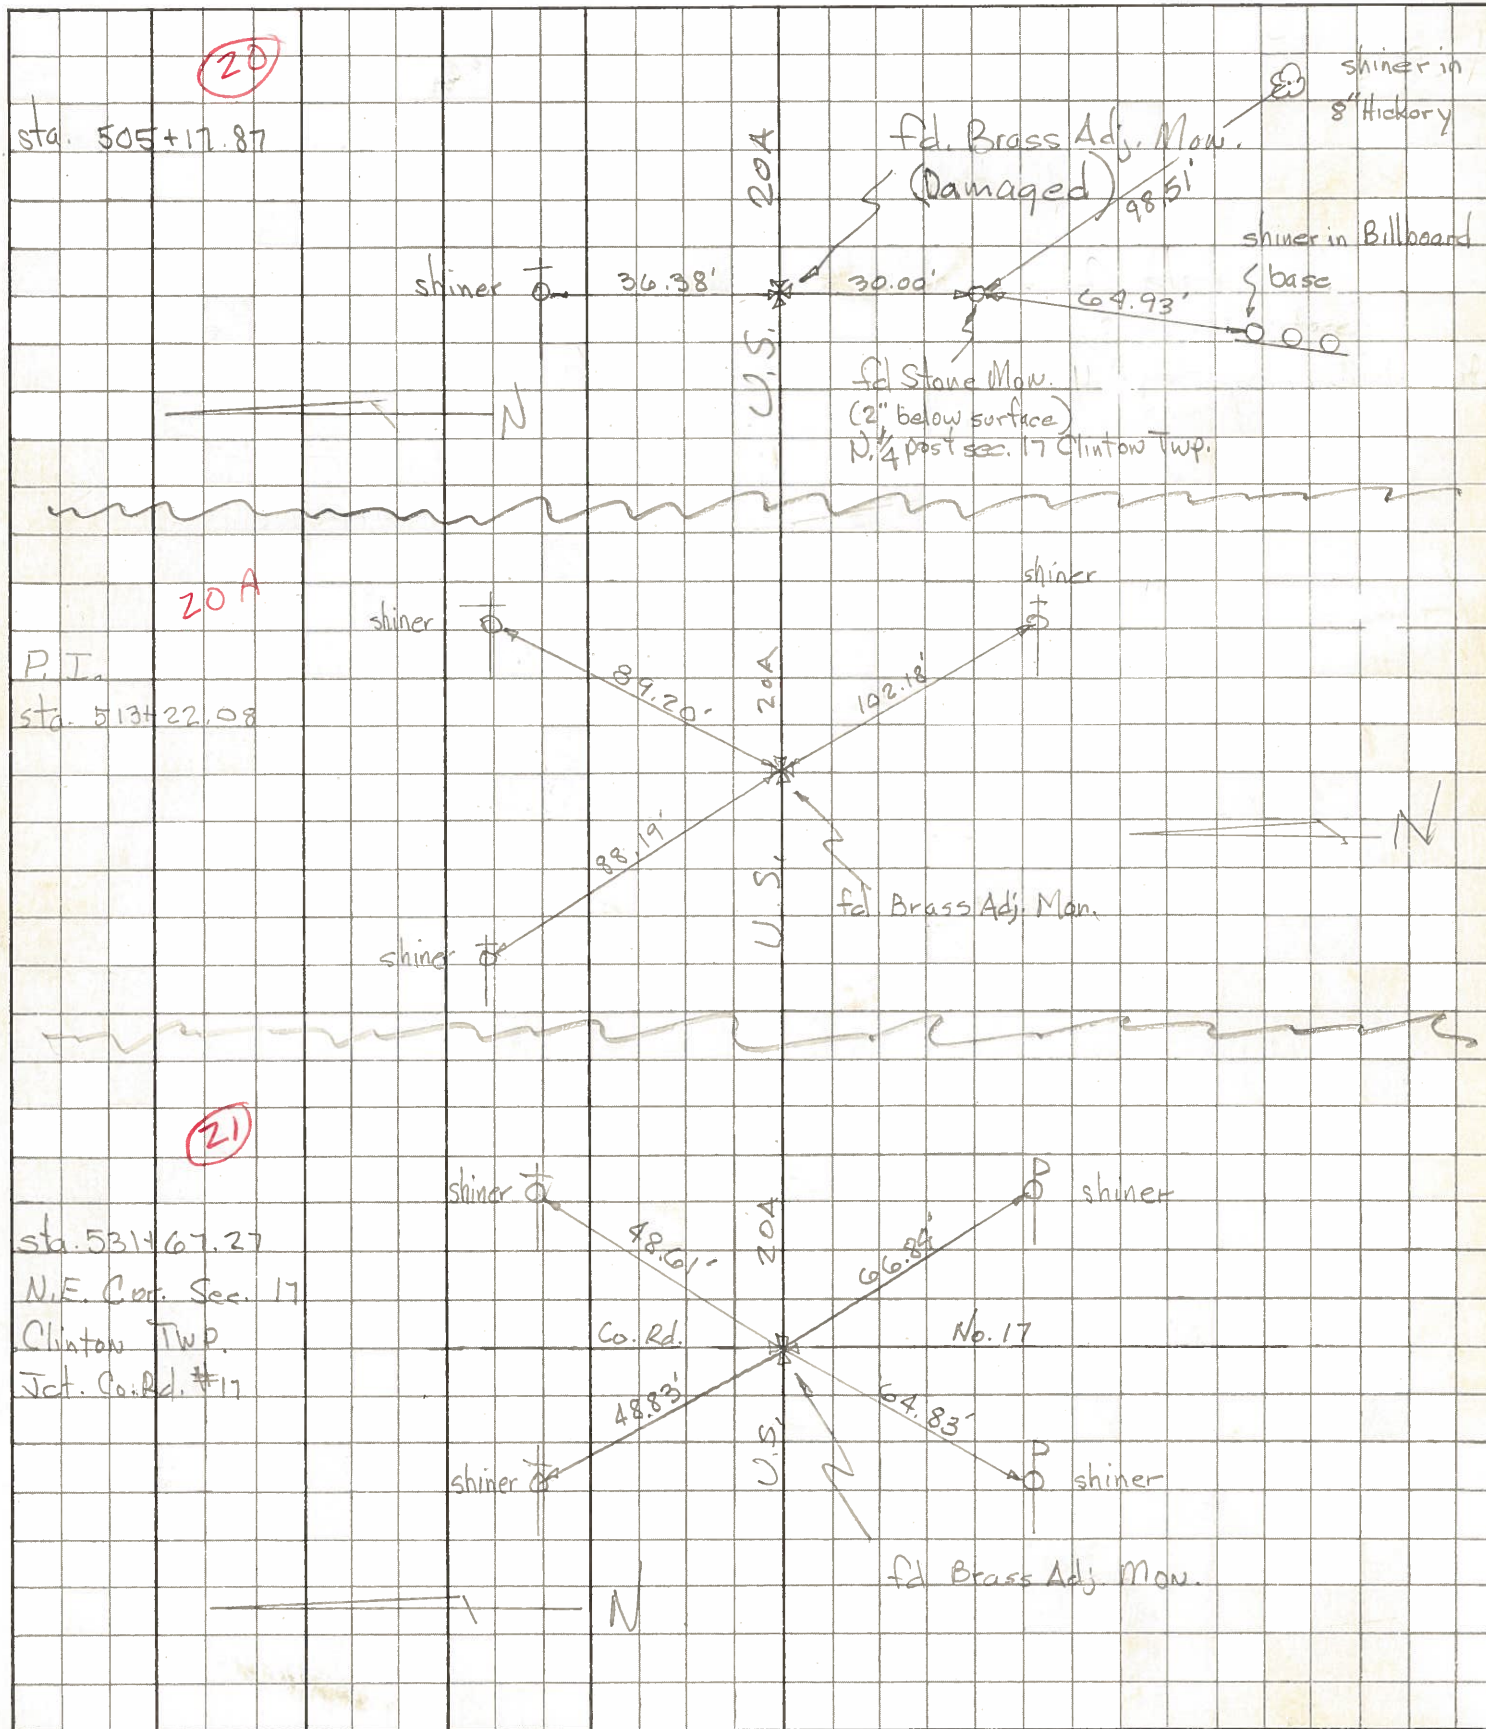 20
sta. 505+17.87
shiner in
8" Hickory
fd. Brass Adj. Mon.
(Damaged)
98.51'
shiner in Billboard
base
20A
U.S.
shiner
36.38'
30.00'
64.93'
fd Stone Mon.
(2" below surface)
N. 1/4 post sec. 17 Clinton Twp.
N
20A
P.I.
sta. 513+22.08
shiner
shiner
89.20'
102.18'
20A
U.S.
88.19'
shiner
fd Brass Adj. Mon.
N
21
sta. 531+67.27
N.E. Cor. Sec. 17
Clinton Twp.
Jct. Co. Rd. #17
shiner
shiner
48.61'
66.84'
20A
Co. Rd.
No. 17
U.S.
48.83'
64.83'
shiner
shiner
fd Brass Adj. Mon.
N